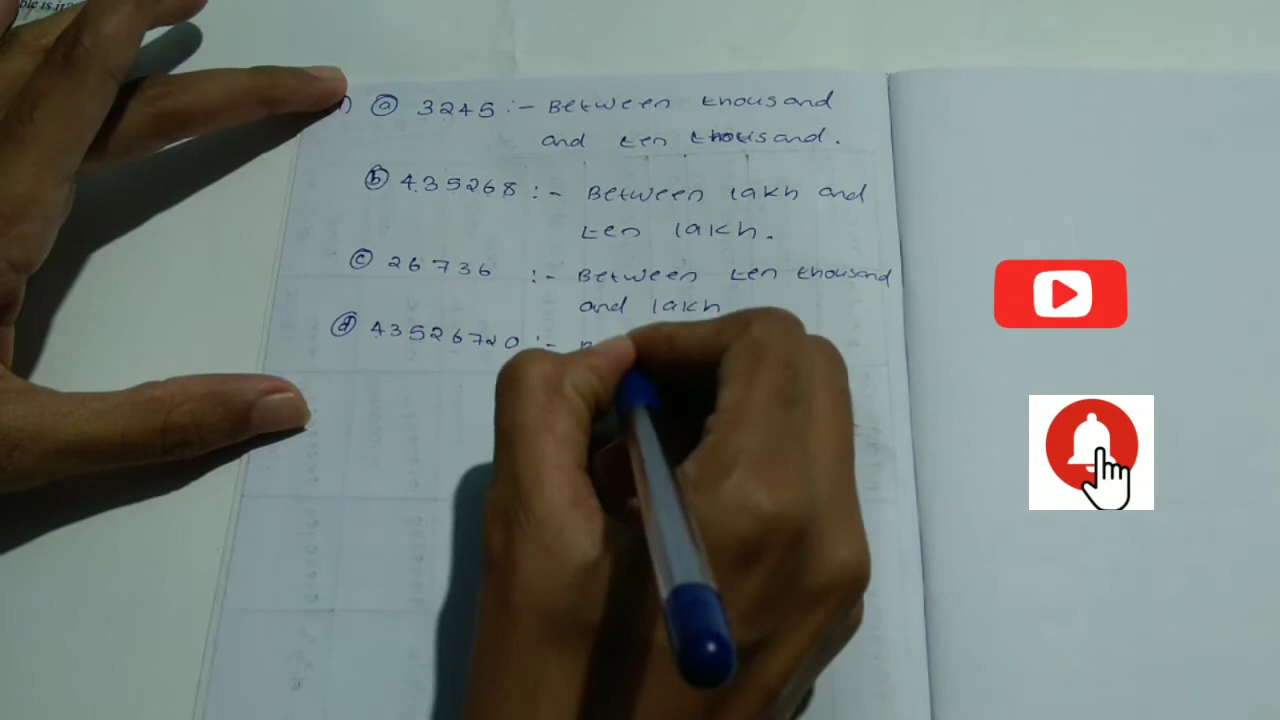 ⓐ 3245 :- Between thousand
and ten thousand.
ⓑ 435268 :- Between lakh and
ten lakh.
ⓒ 26736 :- Between ten thousand
and lakh
ⓓ 43526720 :-